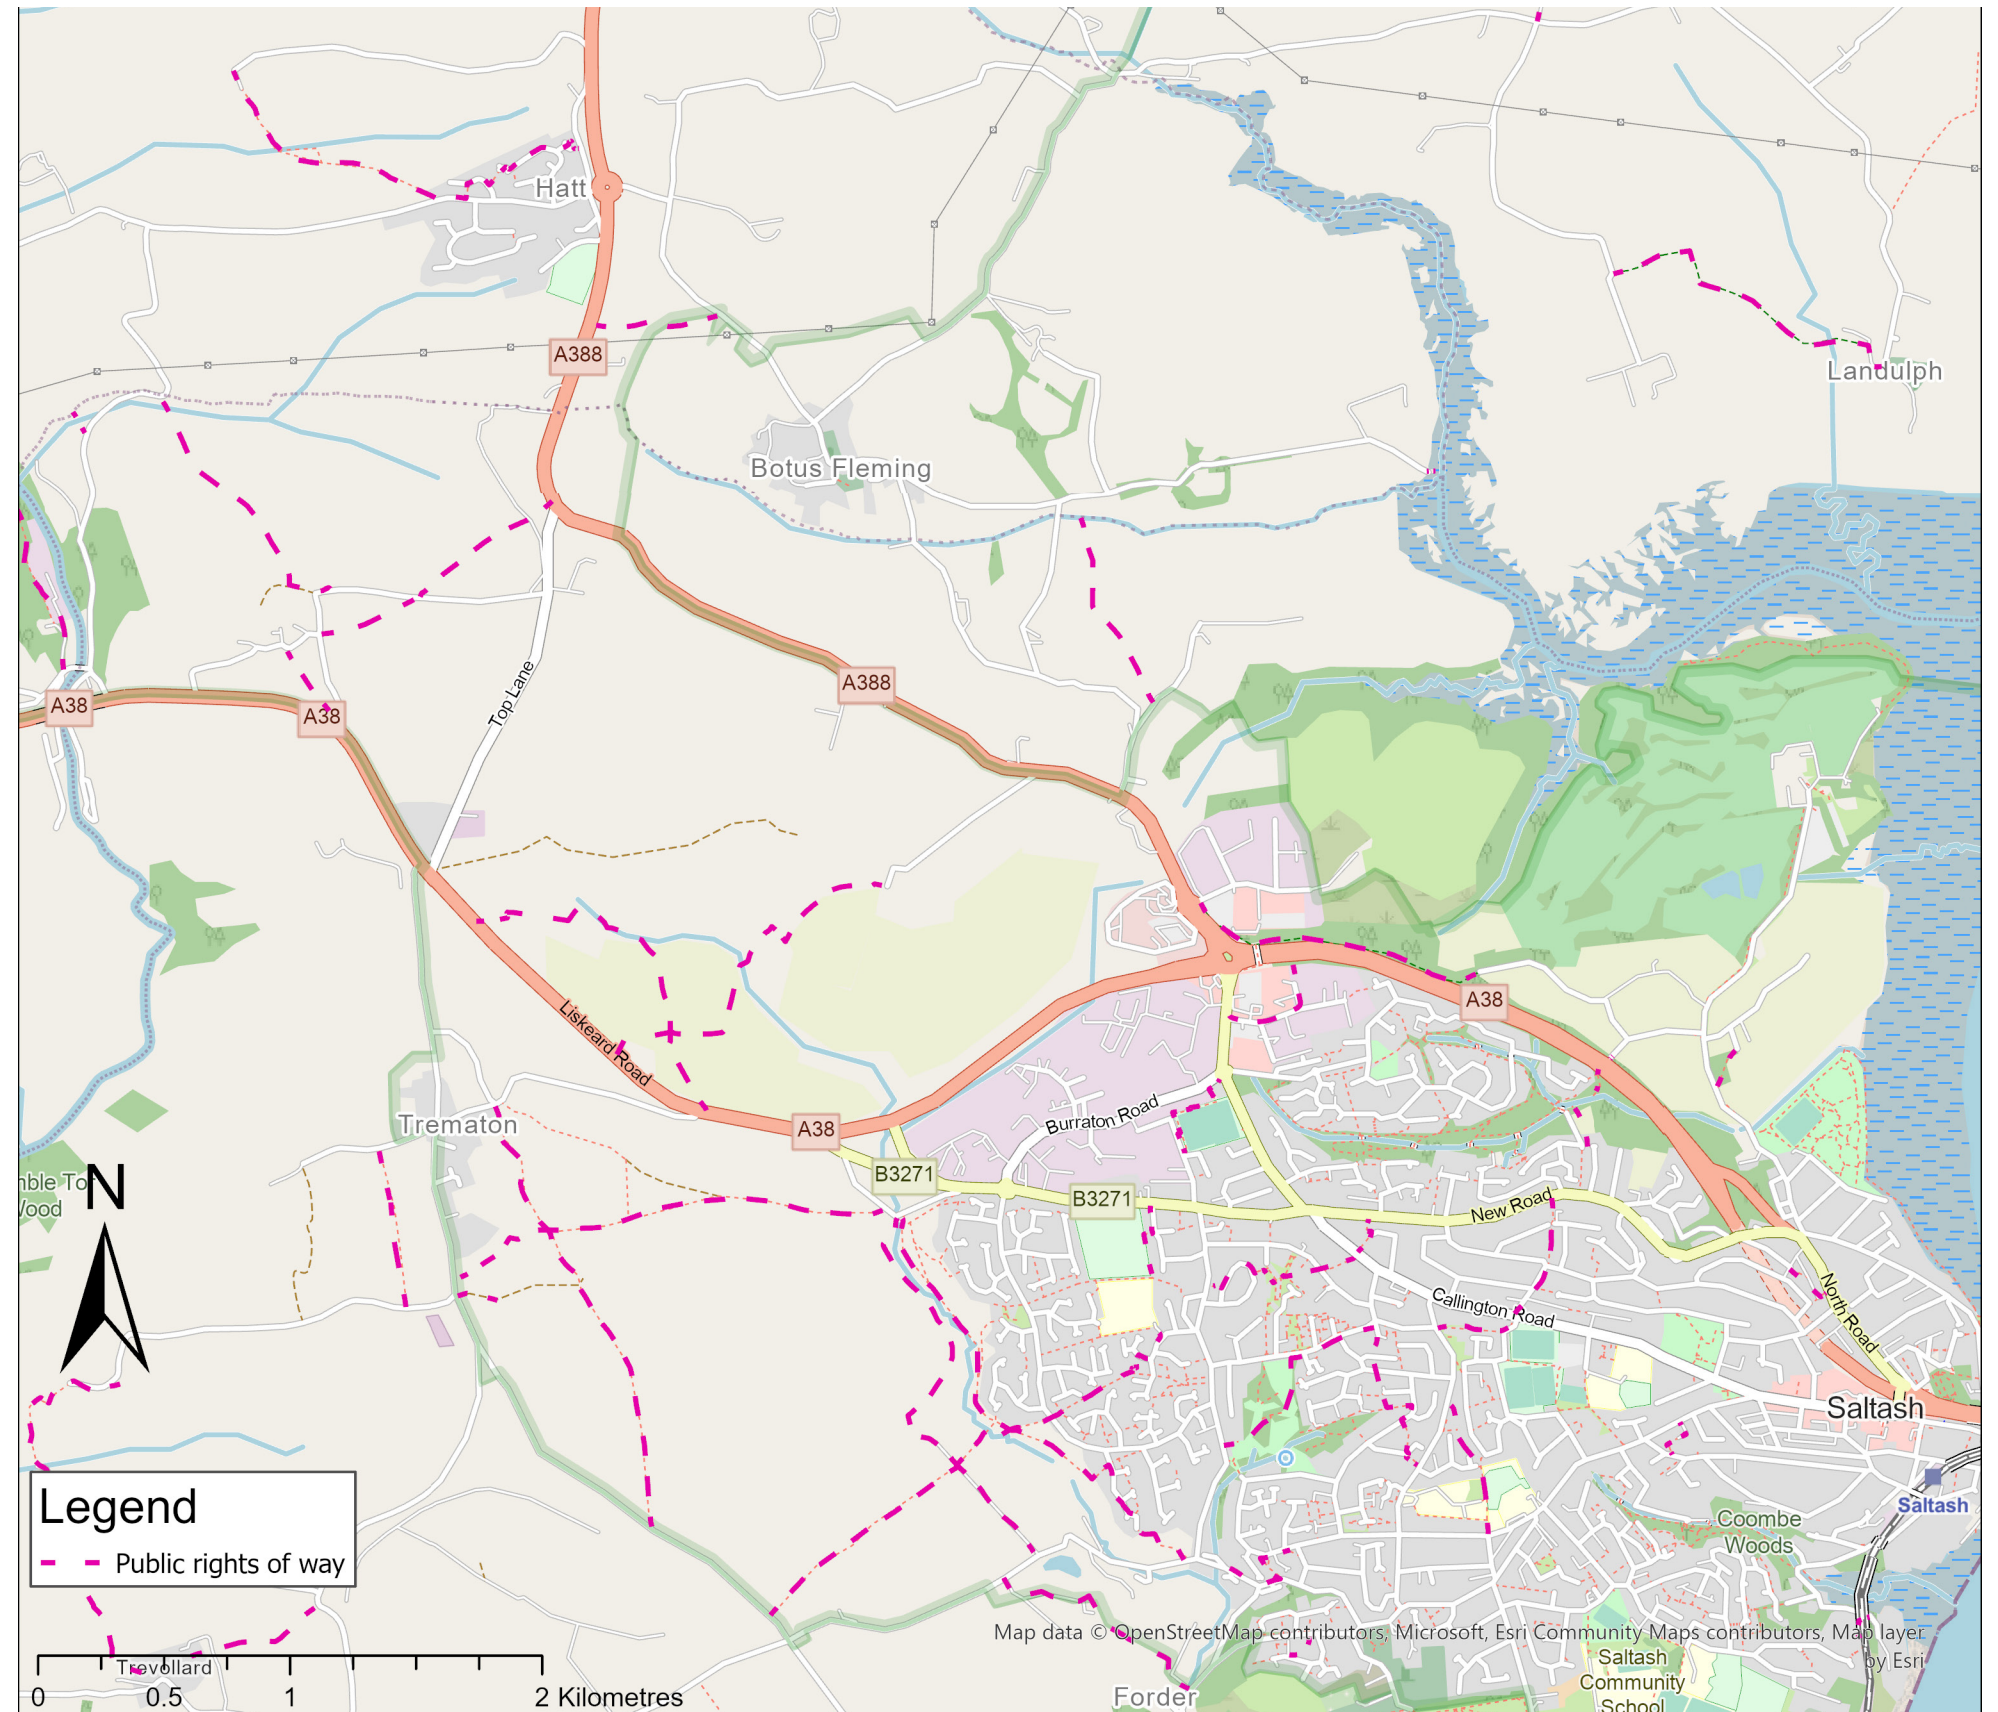 Hatt
A388
Landulph
Botus Fleming
A388
Top Lane
A38
A38
Liskeard Road
A38
Trematon
Burraton Road
A38
B3271
B3271
New Road
N
Wood
Callington Road
North Road
Saltash
Saltash
Coombe
Woods
Legend
Public rights of way
Map data © OpenStreetMap contributors, Microsoft, Esri Community Maps contributors, Map layer
by Esri
Saltash
Community
School
Trevollard
0 0.5 1 2 Kilometres
Forder